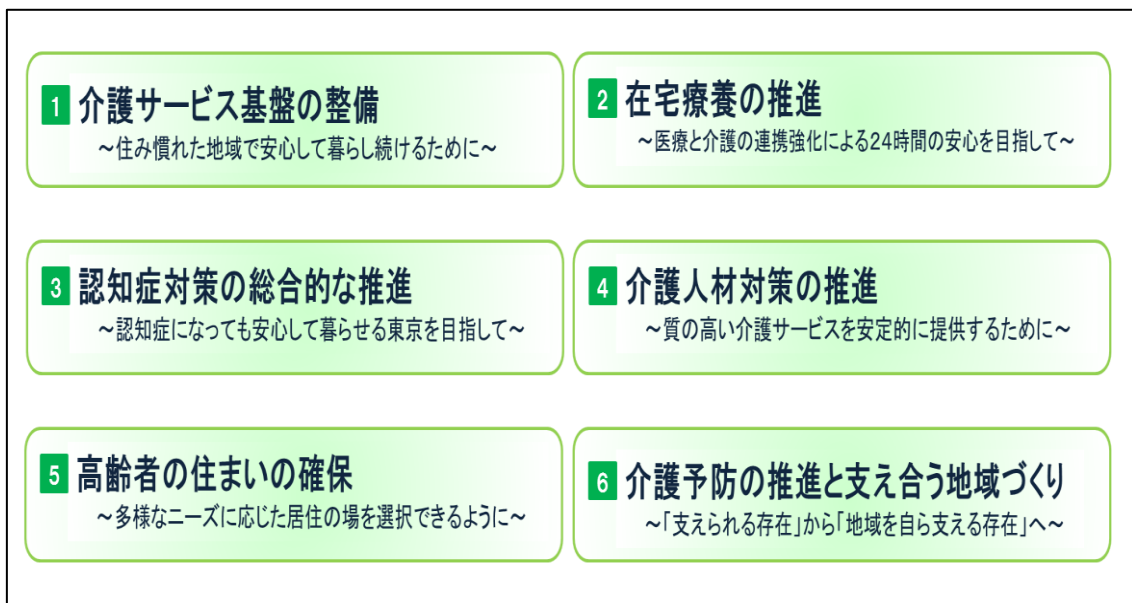 1 介護サービス基盤の整備
～住み慣れた地域で安心して暮らし続けるために～
2 在宅療養の推進
～医療と介護の連携強化による24時間の安心を目指して～
3 認知症対策の総合的な推進
～認知症になっても安心して暮らせる東京を目指して～
4 介護人材対策の推進
～質の高い介護サービスを安定的に提供するために～
5 高齢者の住まいの確保
～多様なニーズに応じた居住の場を選択できるように～
6 介護予防の推進と支え合う地域づくり
～「支えられる存在」から「地域を自ら支える存在」へ～